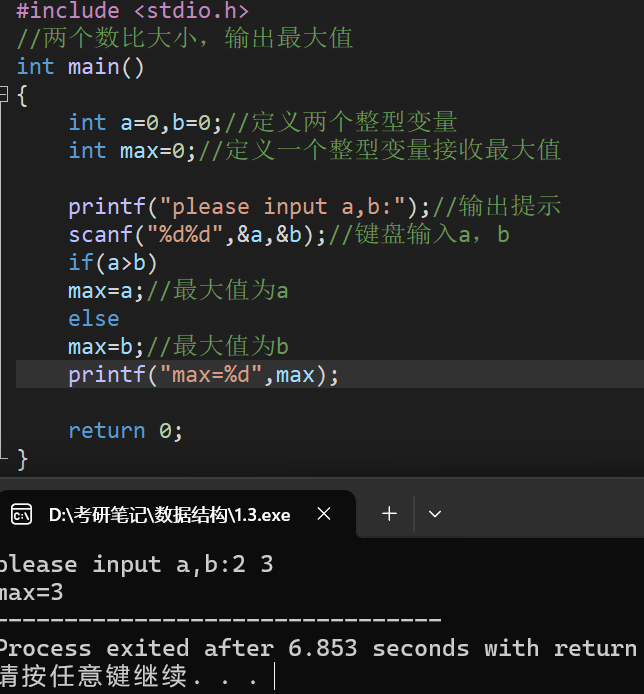 #include <stdio.h>
//两个数比大小，输出最大值
int main()
{
    int a=0,b=0;//定义两个整型变量
    int max=0;//定义一个整型变量接收最大值
    printf("please input a,b:");//输出提示
    scanf("%d%d",&a,&b);//键盘输入a，b
    if(a>b)
    max=a;//最大值为a
    else
    max=b;//最大值为b
    printf("max=%d",max);
    return 0;
}
D:\考研笔记\数据结构\1.3.exe
please input a,b:2 3
max=3
--------------------------------
Process exited after 6.853 seconds with return
请按任意键继续. . .